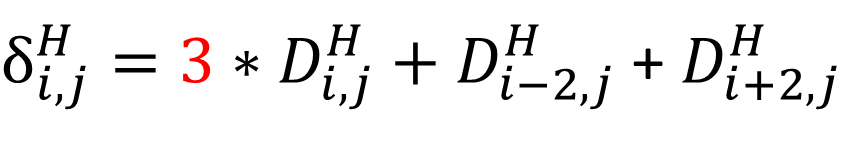 δ^H_{i,j} = 3 * D^H_{i,j} + D^H_{i−2,j} + D^H_{i+2,j}